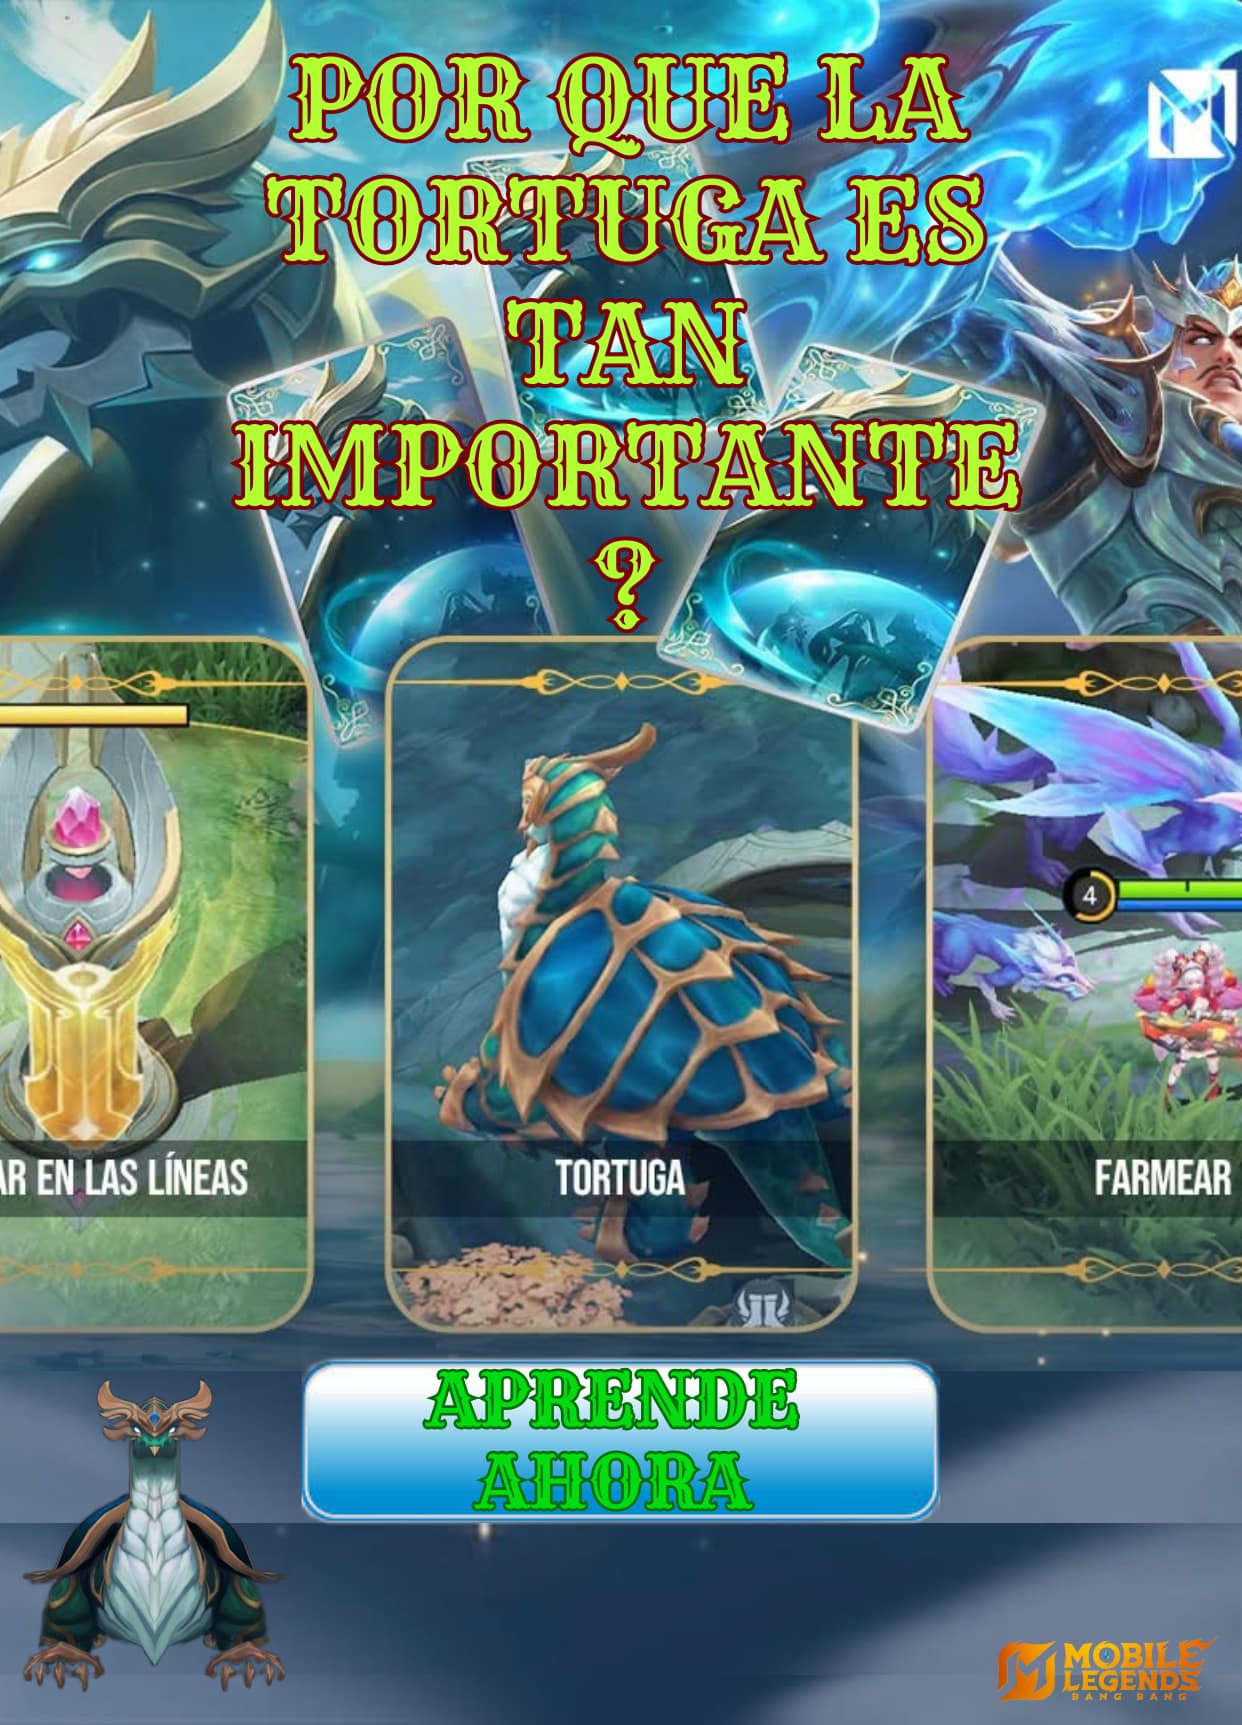 POR QUE LA
TORTUGA ES
TAN
IMPORTANTE
?
AR EN LAS LÍNEAS
TORTUGA
4
FARMEAR
APRENDE
AHORA
MOBILE
LEGENDS
BANG BANG